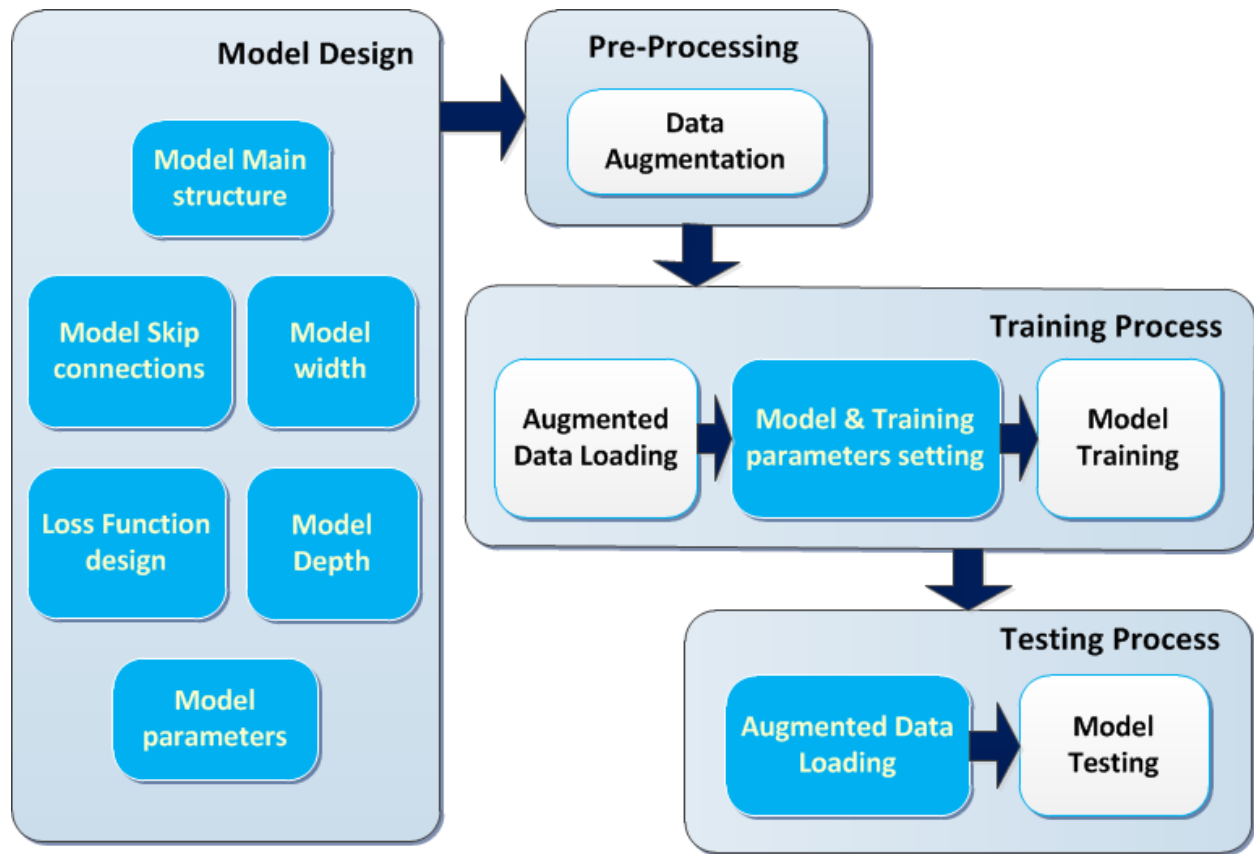 Model Design
Model Main
structure
Model Skip
connections
Model
width
Loss Function
design
Model
Depth
Model
parameters
Pre-Processing
Data
Augmentation
Training Process
Augmented
Data Loading
Model & Training
parameters setting
Model
Training
Testing Process
Augmented Data
Loading
Model
Testing